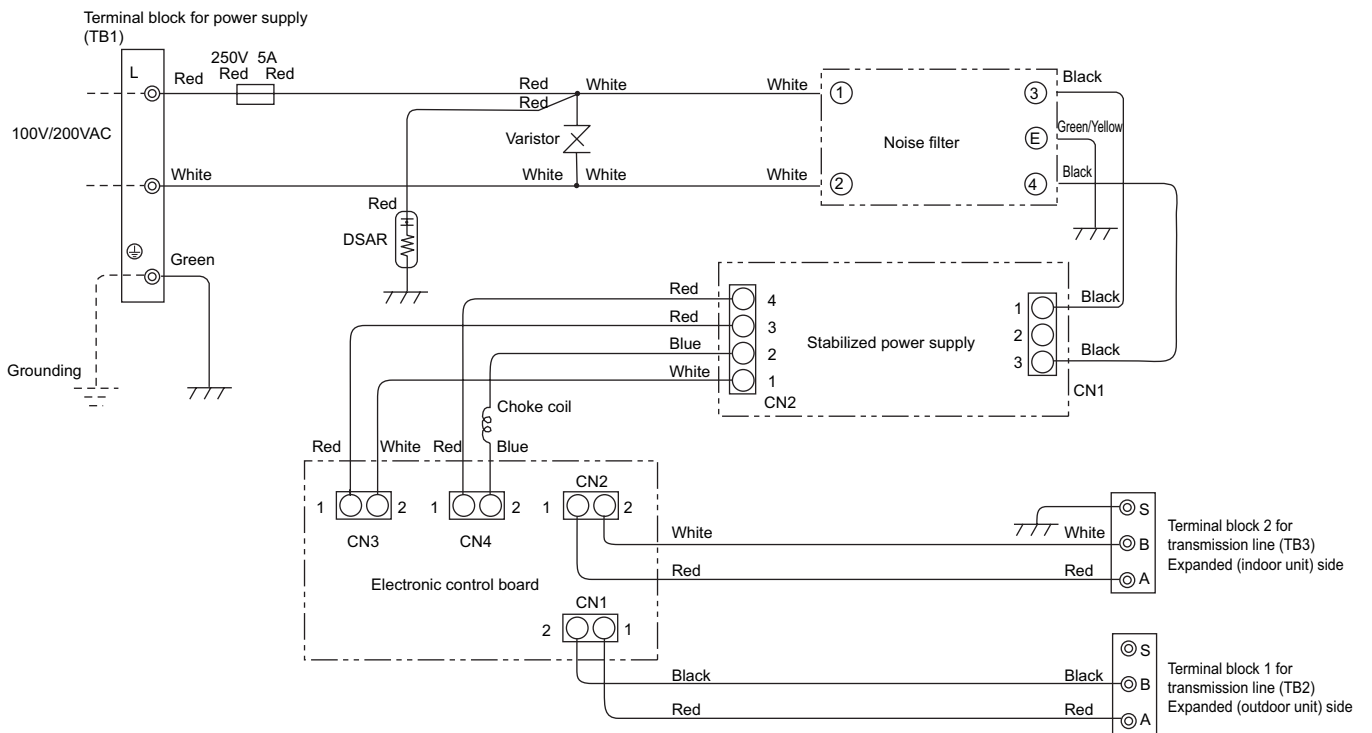 Terminal block for power supply
(TB1)
L
Red
250V 5A
Red Red
Red
Red
White
White
1
3
Black
100V/200VAC
Varistor
Noise filter
Green/Yellow
E
White
White
White
White
2
4
Black
Red
DSAR
Green
Grounding
Red
4
Red
3
Blue
2
White
1
CN2
Stabilized power supply
1
2
3
CN1
Black
Black
Choke coil
Red
White
Red
Blue
1
2
CN3
1
2
CN4
CN2
1
2
White
White
Red
Red
Electronic control board
CN1
2
1
Black
Black
Red
Red
S
B
A
Terminal block 2 for
transmission line (TB3)
Expanded (indoor unit) side
S
B
A
Terminal block 1 for
transmission line (TB2)
Expanded (outdoor unit) side